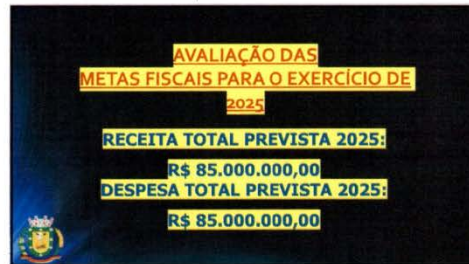 AVALIAÇÃO DAS
METAS FISCAIS PARA O EXERCÍCIO DE
2025
RECEITA TOTAL PREVISTA 2025:
R$ 85.000.000,00
DESPESA TOTAL PREVISTA 2025:
R$ 85.000.000,00